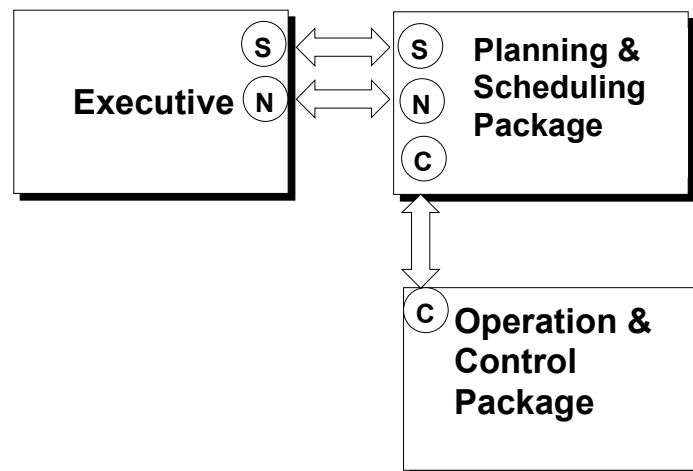 S
Executive N
S
N
C
Planning &
Scheduling
Package
C
Operation &
Control
Package